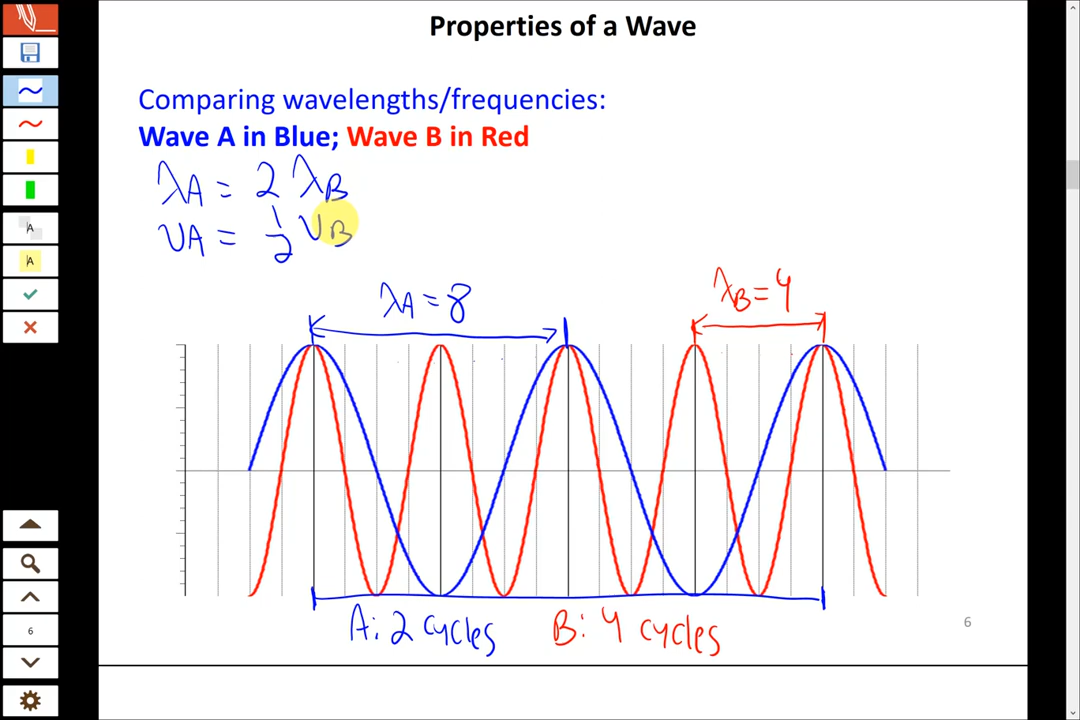 Properties of a Wave
Comparing wavelengths/frequencies:
Wave A in Blue; Wave B in Red
λA = 2 λB
νA = 1/2 νB
λA = 8
λB = 4
A: 2 cycles
B: 4 cycles
6
A
A
6